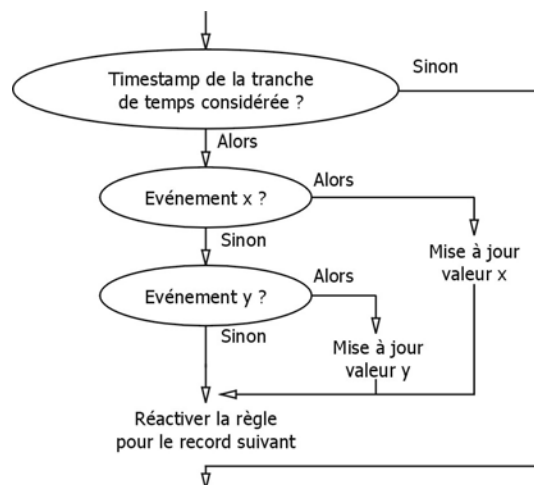 Timestamp de la tranche
de temps considérée ?
Sinon
Alors
Evénement x ?
Alors
Sinon
Mise à jour
valeur x
Evénement y ?
Alors
Sinon
Mise à jour
valeur y
Réactiver la règle
pour le record suivant